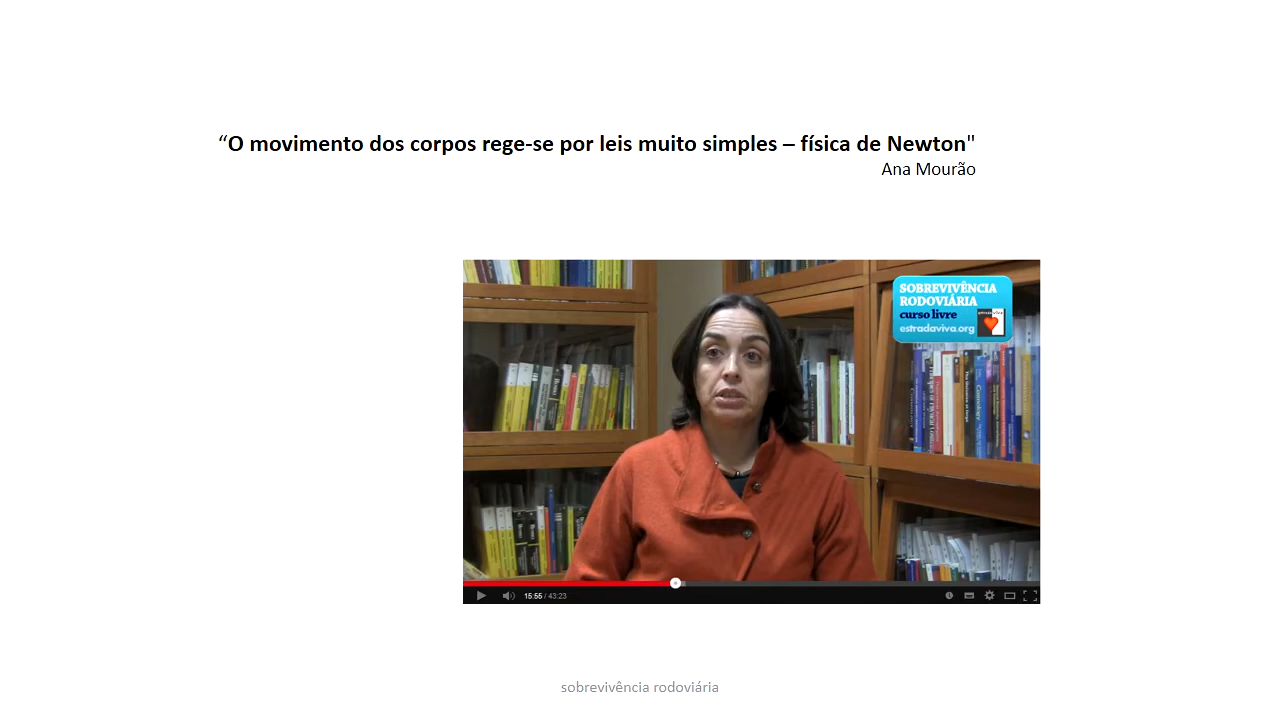 “O movimento dos corpos rege-se por leis muito simples – física de Newton"
Ana Mourão
SOBREVIVÊNCIA
RODOVIÁRIA
curso livre
estradaviva
estradaviva.org
15:55 / 43:23
sobrevivência rodoviária